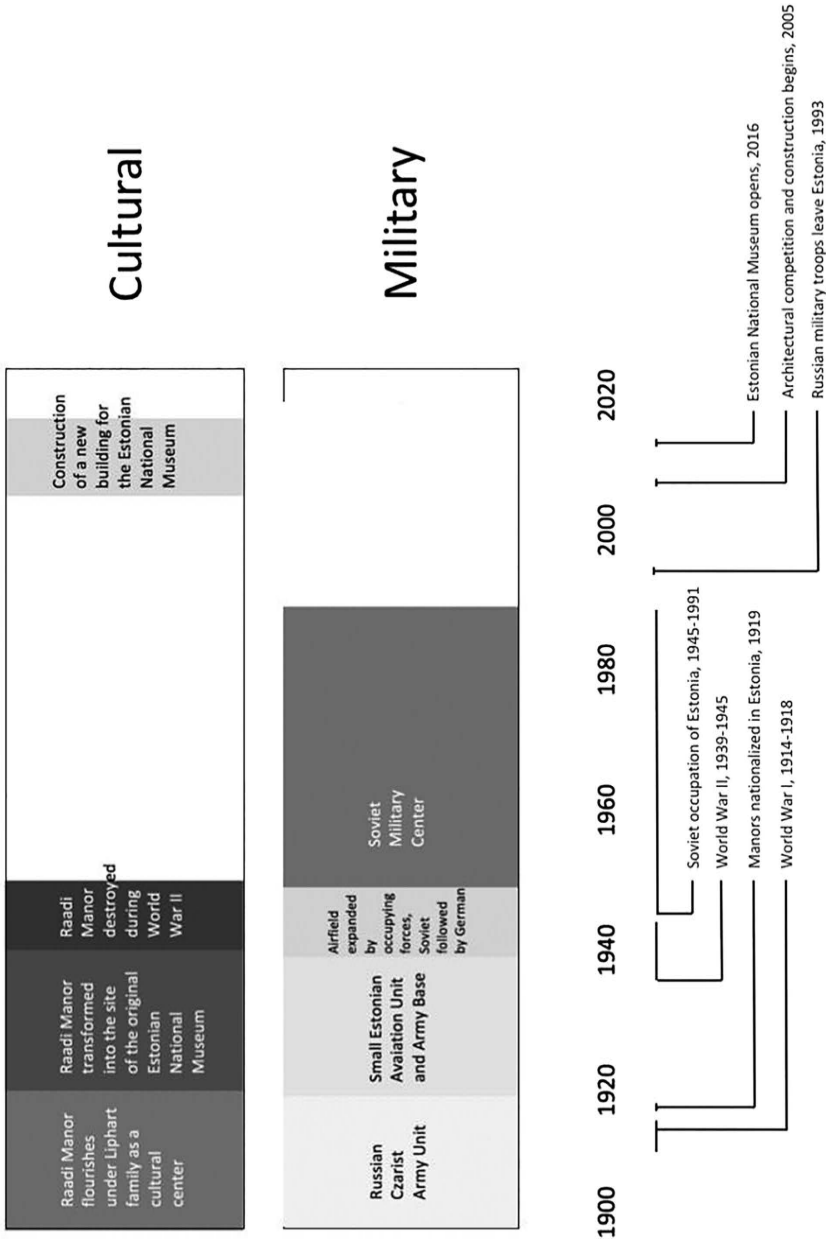 Cultural
Raadi Manor
flourishes
under Liphart
family as a
cultural
center
Raadi Manor
transformed
into the site
of the original
Estonian
National
Museum
Raadi
Manor
destroyed
during
World
War II
Construction
of a new
building for
the Estonian
National
Museum
Military
Russian
Czarist
Army Unit
Small Estonian
Avaiation Unit
and Army Base
Airfield
expanded
by
occupying
forces,
Soviet
followed
by German
Soviet
Military
Center
1900
1920
1940
1960
1980
2000
2020
Soviet occupation of Estonia, 1945-1991
World War II, 1939-1945
Manors nationalized in Estonia, 1919
World War I, 1914-1918
Estonian National Museum opens, 2016
Architectural competition and construction begins, 2005
Russian military troops leave Estonia, 1993